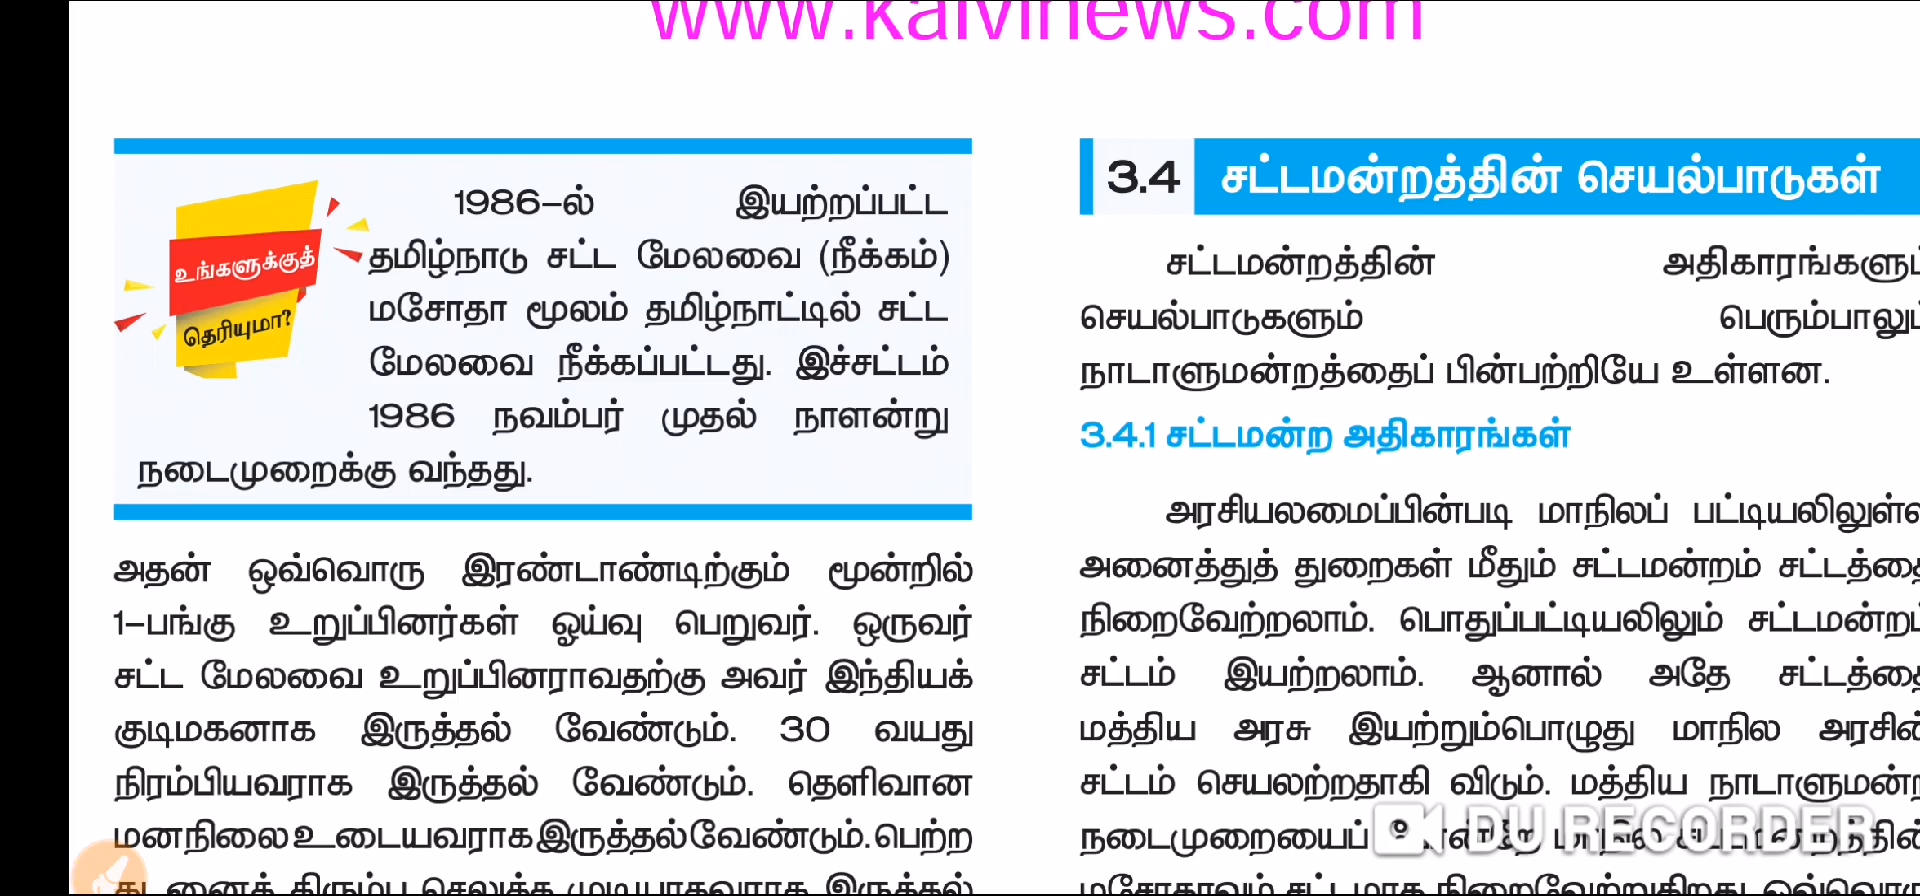 www.kalvinews.com
உங்களுக்குத்
தெரியுமா?
1986–ல் இயற்றப்பட்ட
தமிழ்நாடு சட்ட மேலவை (நீக்கம்)
மசோதா மூலம் தமிழ்நாட்டில் சட்ட
மேலவை நீக்கப்பட்டது. இச்சட்டம்
1986 நவம்பர் முதல் நாளன்று
நடைமுறைக்கு வந்தது.
அதன் ஒவ்வொரு இரண்டாண்டிற்கும் மூன்றில்
1–பங்கு உறுப்பினர்கள் ஓய்வு பெறுவர். ஒருவர்
சட்ட மேலவை உறுப்பினராவதற்கு அவர் இந்தியக்
குடிமகனாக இருத்தல் வேண்டும். 30 வயது
நிரம்பியவராக இருத்தல் வேண்டும். தெளிவான
மனநிலை உடையவராக இருத்தல் வேண்டும். பெற்ற
3.4 சட்டமன்றத்தின் செயல்பாடுகள்
சட்டமன்றத்தின் அதிகாரங்களும்
செயல்பாடுகளும் பெரும்பாலும்
நாடாளுமன்றத்தைப் பின்பற்றியே உள்ளன.
3.4.1 சட்டமன்ற அதிகாரங்கள்
அரசியலமைப்பின்படி மாநிலப் பட்டியலிலுள்ள
அனைத்துத் துறைகள் மீதும் சட்டமன்றம் சட்டத்தை
நிறைவேற்றலாம். பொதுப்பட்டியலிலும் சட்டமன்றம்
சட்டம் இயற்றலாம். ஆனால் அதே சட்டத்தை
மத்திய அரசு இயற்றும்பொழுது மாநில அரசின்
சட்டம் செயலற்றதாகி விடும். மத்திய நாடாளுமன்ற
நடைமுறையைப்
DU RECORDER